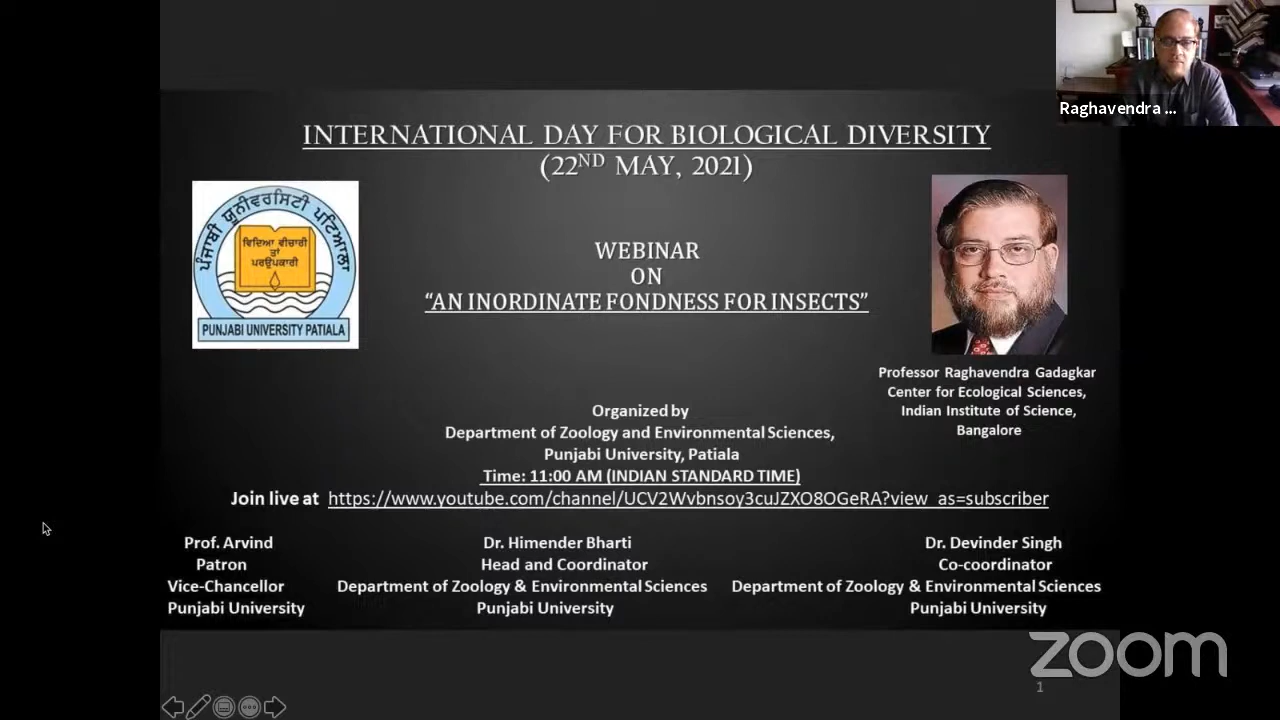 Raghavendra ...
INTERNATIONAL DAY FOR BIOLOGICAL DIVERSITY
(22ND MAY, 2021)
ਪੰਜਾਬੀ ਯੂਨੀਵਰਸਿਟੀ ਪਟਿਆਲਾ
ਵਿਦਿਆ ਵੀਚਾਰੀ
ਤਾਂ
ਪਰਉਪਕਾਰੀ
PUNJABI UNIVERSITY PATIALA
WEBINAR
ON
“AN INORDINATE FONDNESS FOR INSECTS”
Professor Raghavendra Gadagkar
Center for Ecological Sciences,
Indian Institute of Science,
Bangalore
Organized by
Department of Zoology and Environmental Sciences,
Punjabi University, Patiala
Time: 11:00 AM (INDIAN STANDARD TIME)
Join live at https://www.youtube.com/channel/UCV2Wvbnsoy3cuJZXO8OGeRA?view_as=subscriber
Prof. Arvind
Patron
Vice-Chancellor
Punjabi University
Dr. Himender Bharti
Head and Coordinator
Department of Zoology & Environmental Sciences
Punjabi University
Dr. Devinder Singh
Co-coordinator
Department of Zoology & Environmental Sciences
Punjabi University
zoom
1